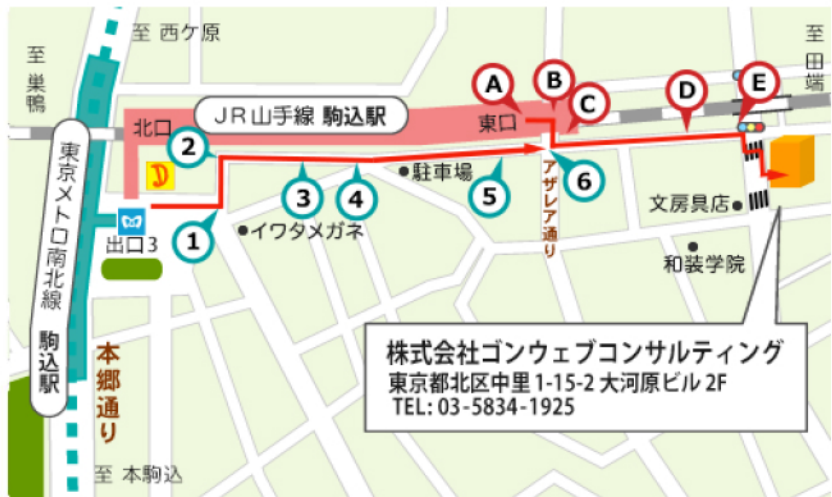 至 西ケ原
至 巣鴨
至 田端
JR山手線 駒込駅
北口
東口
A
B
C
D
E
東京メトロ南北線 駒込駅
出口3
1
2
3
4
5
6
駐車場
イワタメガネ
アザレア通り
文房具店
和装学院
本郷通り
至 本駒込
株式会社ゴンウェブコンサルティング
東京都北区中里1-15-2 大河原ビル 2F
TEL: 03-5834-1925